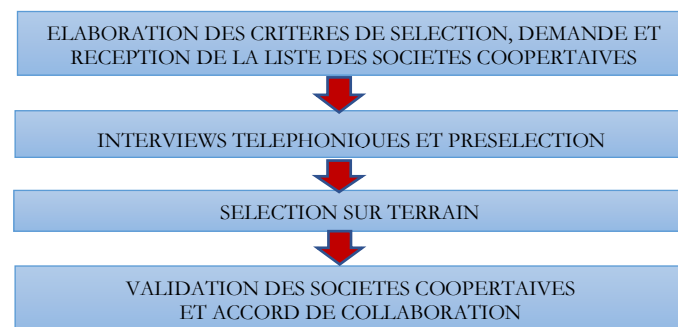 ELABORATION DES CRITERES DE SELECTION, DEMANDE ET
RECEPTION DE LA LISTE DES SOCIETES COOPERTAIVES
INTERVIEWS TELEPHONIQUES ET PRESELECTION
SELECTION SUR TERRAIN
VALIDATION DES SOCIETES COOPERTAIVES
ET ACCORD DE COLLABORATION